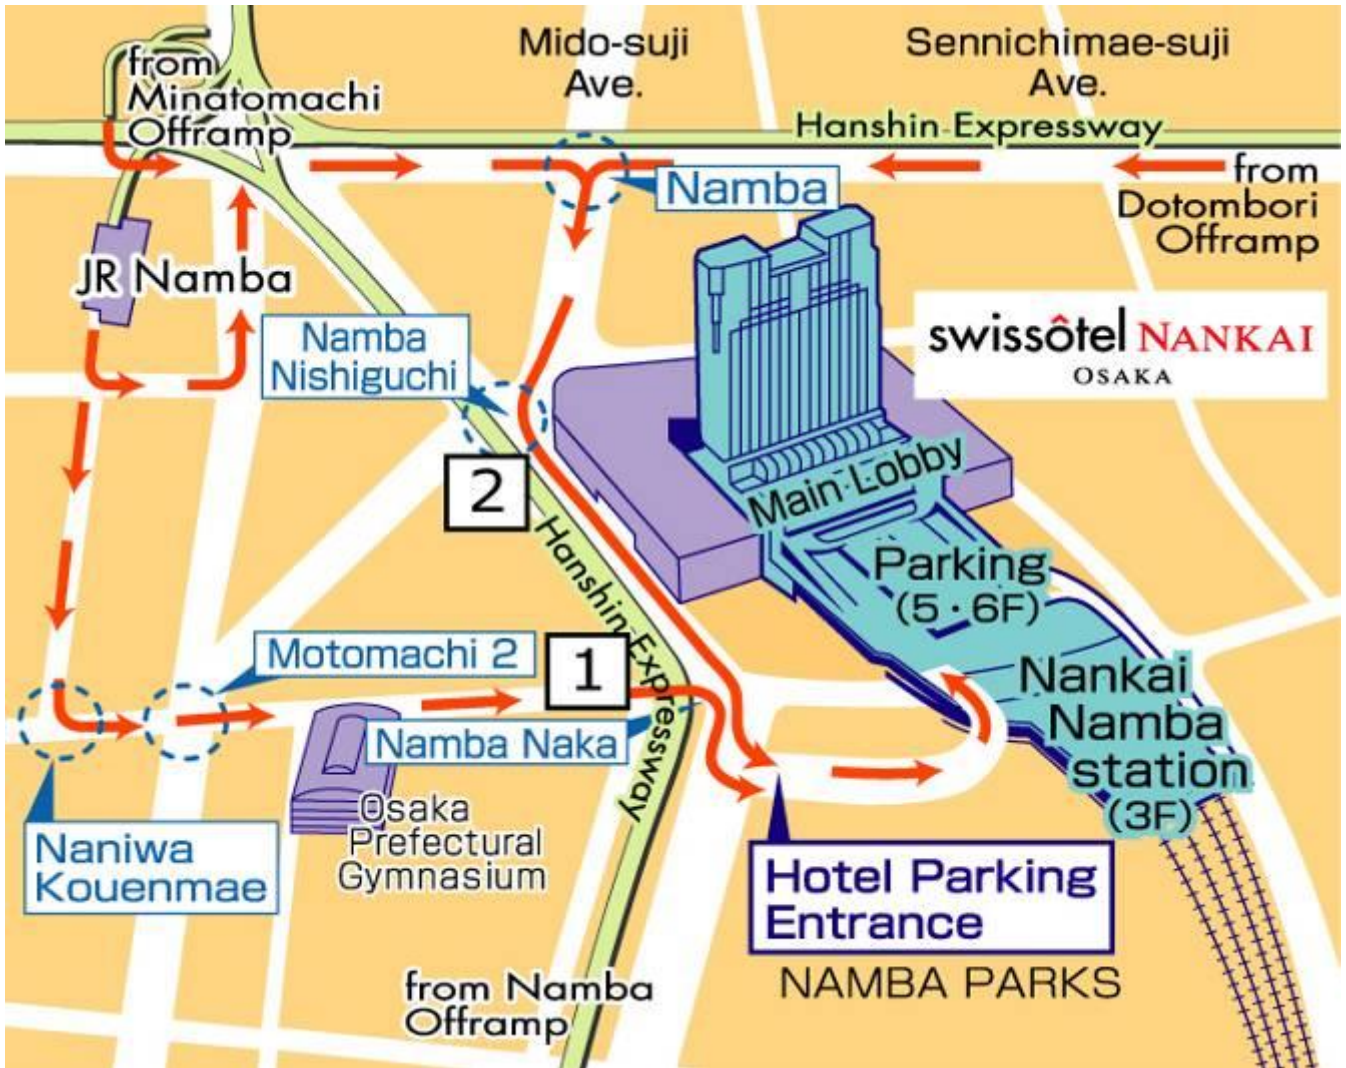 from
Minatomachi
Offramp
Mido-suji
Ave.
Sennichimae-suji
Ave.
Hanshin Expressway
Namba
from
Dotombori
Offramp
JR Namba
Namba
Nishiguchi
swissôtel NANKAI
OSAKA
2
Main Lobby
Hanshin Expressway
Parking
(5・6F)
Motomachi 2
1
Nankai
Namba
station
(3F)
Namba Naka
Osaka
Prefectural
Gymnasium
Naniwa
Kouenmae
Hotel Parking
Entrance
NAMBA PARKS
from Namba
Offramp